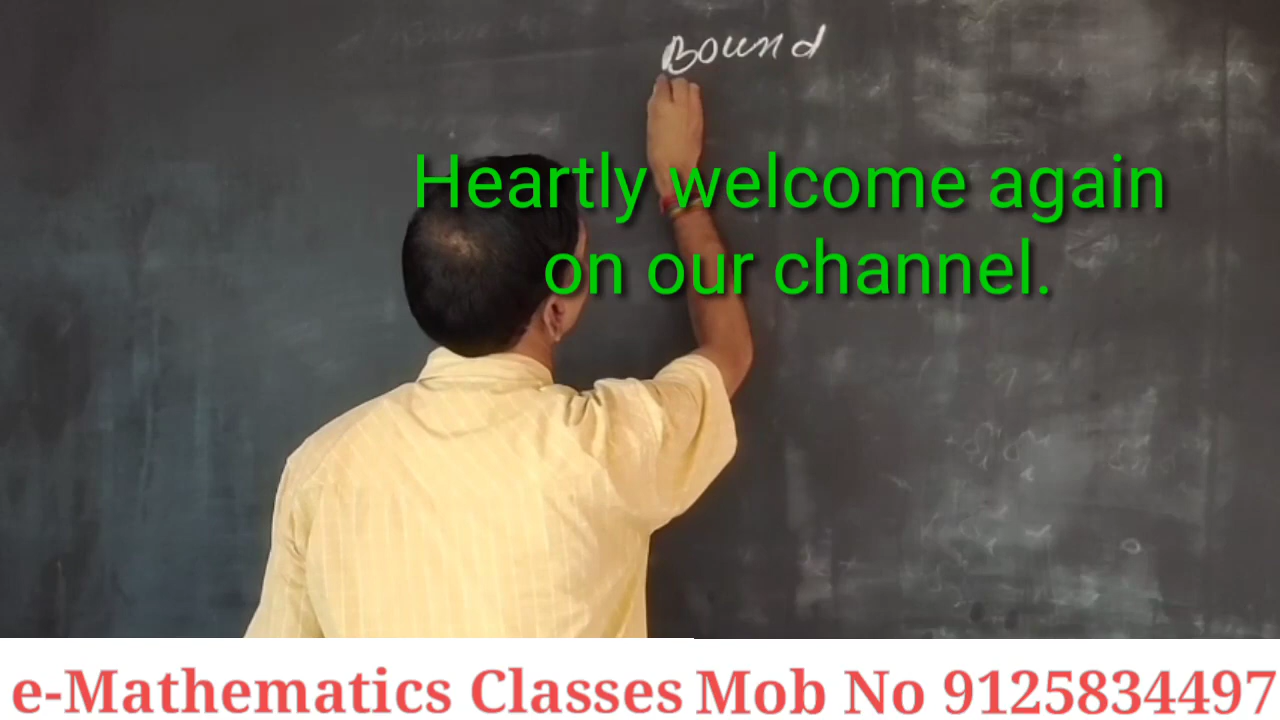 Bound
Heartly welcome again
on our channel.
e-Mathematics Classes Mob No 9125834497